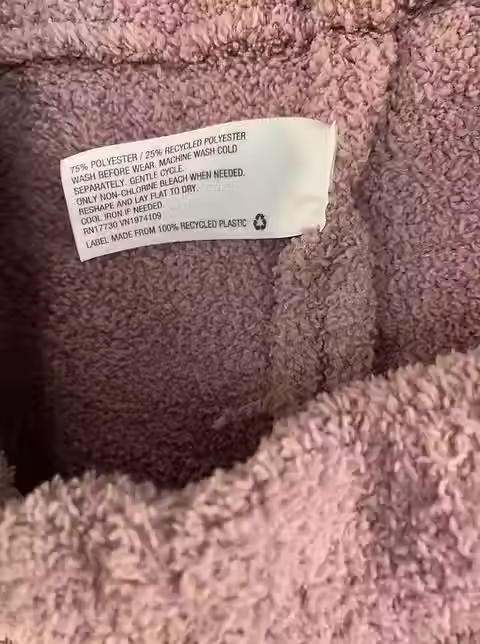 75% POLYESTER / 25% RECYCLED POLYESTER
WASH BEFORE WEAR. MACHINE WASH COLD
SEPARATELY. GENTLE CYCLE.
ONLY NON-CHLORINE BLEACH WHEN NEEDED.
RESHAPE AND LAY FLAT TO DRY.
COOL IRON IF NEEDED.
RN17730 VN1974109
LABEL MADE FROM 100% RECYCLED PLASTIC